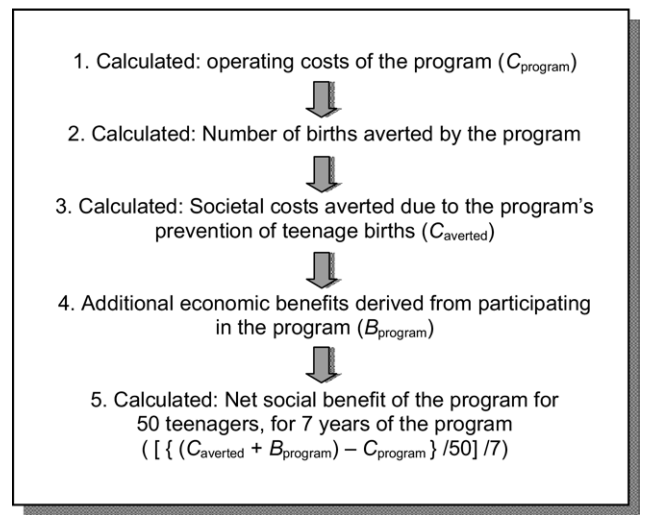 1. Calculated: operating costs of the program (Cprogram)
2. Calculated: Number of births averted by the program
3. Calculated: Societal costs averted due to the program's
prevention of teenage births (Caverted)
4. Additional economic benefits derived from participating
in the program (Bprogram)
5. Calculated: Net social benefit of the program for
50 teenagers, for 7 years of the program
( [ { (Caverted + Bprogram) – Cprogram } /50] /7)